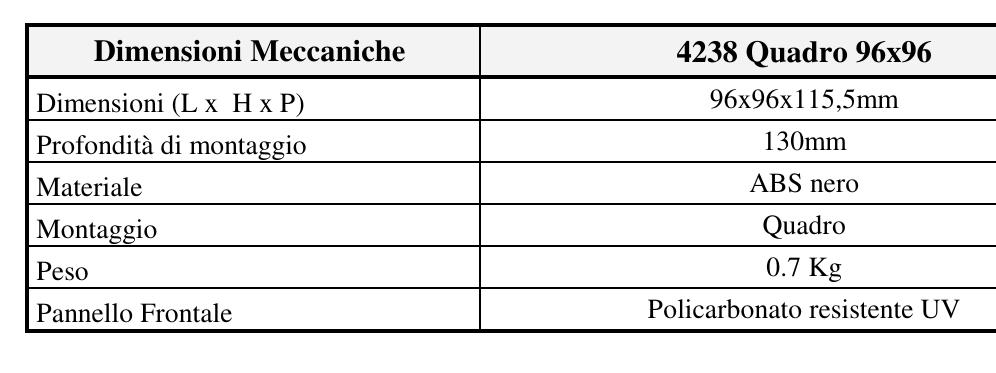 Dimensioni Meccaniche 4238 Quadro 96x96
Dimensioni (L x H x P) 96x96x115,5mm
Profondità di montaggio 130mm
Materiale ABS nero
Montaggio Quadro
Peso 0.7 Kg
Pannello Frontale Policarbonato resistente UV